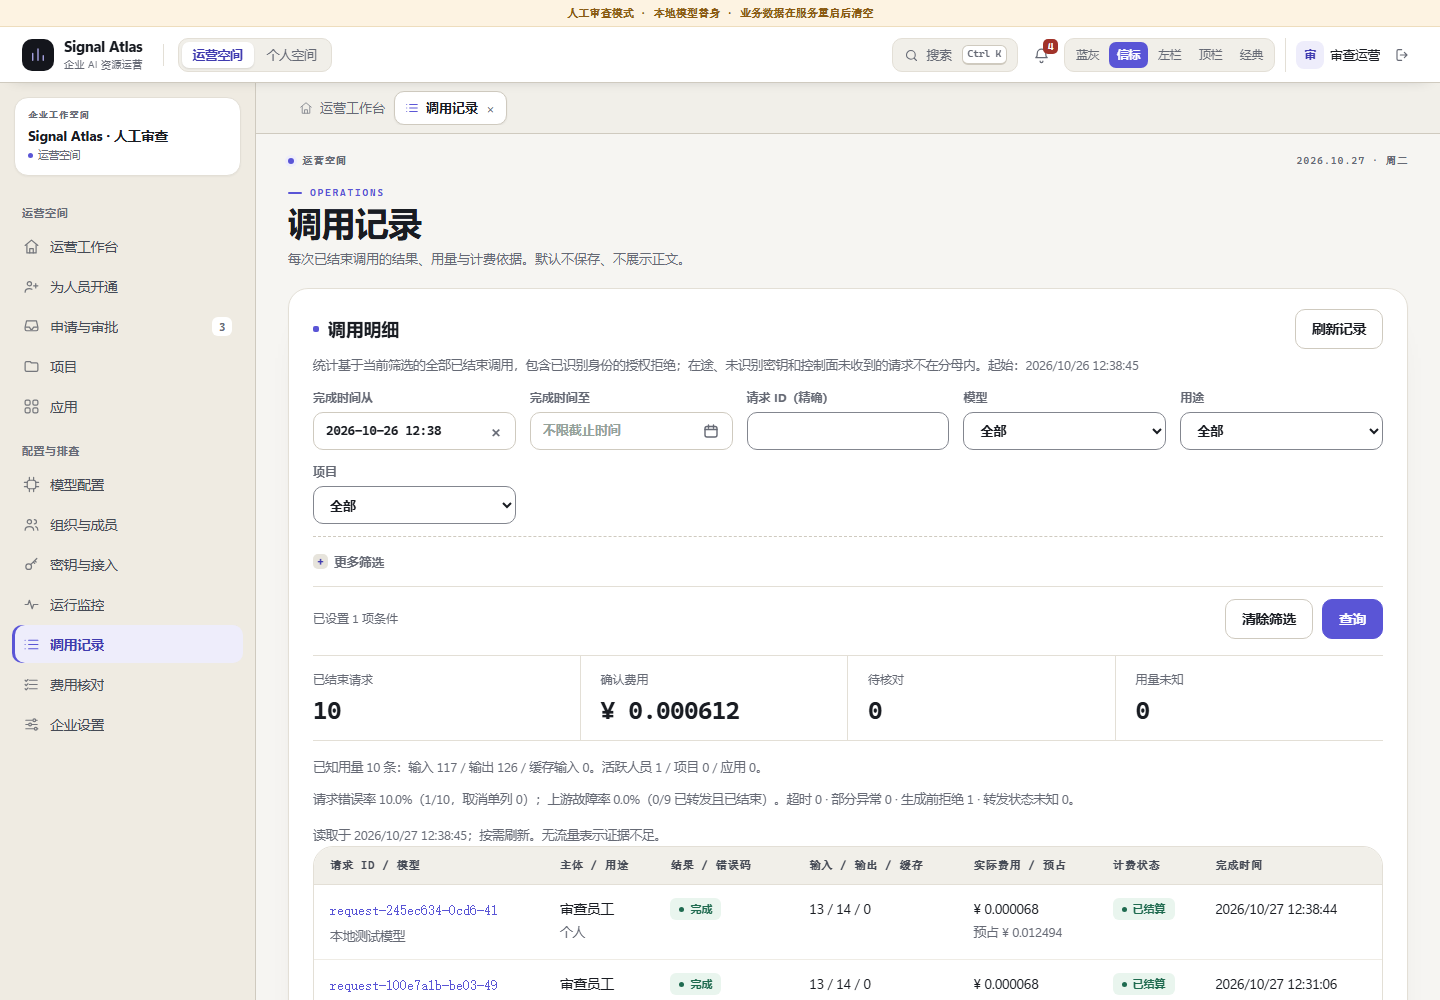 人工审查模式 · 本地模型替身 · 业务数据在服务重启后清空
Signal Atlas
企业 AI 资源运营
运营空间 个人空间
搜索 Ctrl K
4
蓝灰 信标 左栏 顶栏 经典
审 审查运营
企业工作空间
Signal Atlas · 人工审查
运营空间
运营空间
运营工作台
为人员开通
申请与审批 3
项目
应用
配置与排查
模型配置
组织与成员
密钥与接入
运行监控
调用记录
费用核对
企业设置
运营工作台 调用记录 ×
运营空间
2026.10.27 · 周二
OPERATIONS
调用记录
每次已结束调用的结果、用量与计费依据。默认不保存、不展示正文。
调用明细
刷新记录
统计基于当前筛选的全部已结束调用，包含已识别身份的授权拒绝；在途、未识别密钥和控制面未收到的请求不在分母内。起始：2026/10/26 12:38:45
完成时间从 完成时间至 请求 ID（精确） 模型 用途
2026-10-26 12:38 × 不限截止时间 全部 全部
项目
全部
+ 更多筛选
已设置 1 项条件
清除筛选 查询
已结束请求 确认费用 待核对 用量未知
10 ¥ 0.000612 0 0
已知用量 10 条：输入 117 / 输出 126 / 缓存输入 0。活跃人员 1 / 项目 0 / 应用 0。
请求错误率 10.0%（1/10，取消单列 0）；上游故障率 0.0%（0/9 已转发且已结束）。超时 0 · 部分异常 0 · 生成前拒绝 1 · 转发状态未知 0。
读取于 2026/10/27 12:38:45；按需刷新。无流量表示证据不足。
请求 ID / 模型 主体 / 用途 结果 / 错误码 输入 / 输出 / 缓存 实际费用 / 预占 计费状态 完成时间
request-245ec634-0cd6-41 审查员工 完成 13 / 14 / 0 ¥ 0.000068 已结算 2026/10/27 12:38:44
本地测试模型 个人 预占 ¥ 0.012494
request-100e7a1b-be03-49 审查员工 完成 13 / 14 / 0 ¥ 0.000068 已结算 2026/10/27 12:31:06